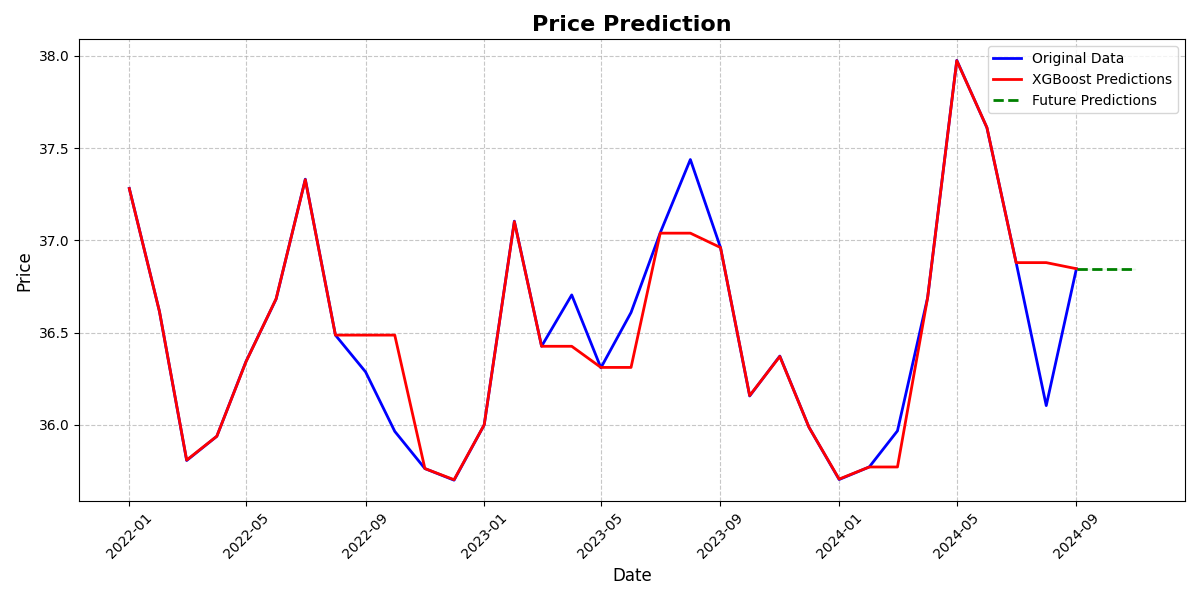 Price Prediction
Original Data
XGBoost Predictions
Future Predictions
Price
38.0
37.5
37.0
36.5
36.0
2022-01
2022-05
2022-09
2023-01
2023-05
2023-09
2024-01
2024-05
2024-09
Date